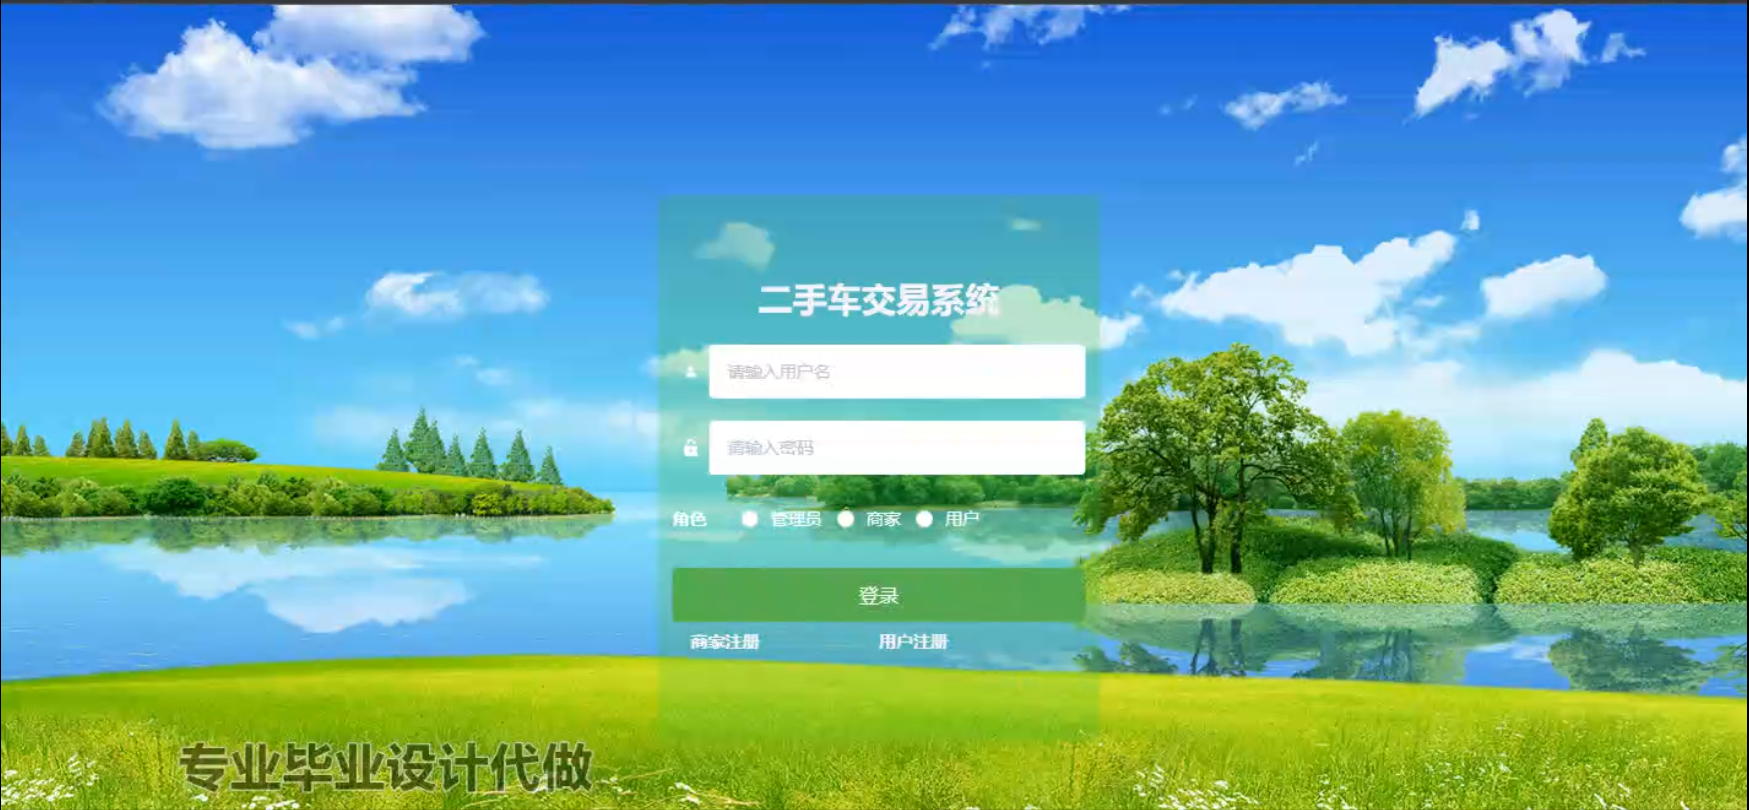 二手车交易系统
请输入用户名
请输入密码
角色 管理员 商家 用户
登录
商家注册 用户注册
专业毕业设计代做